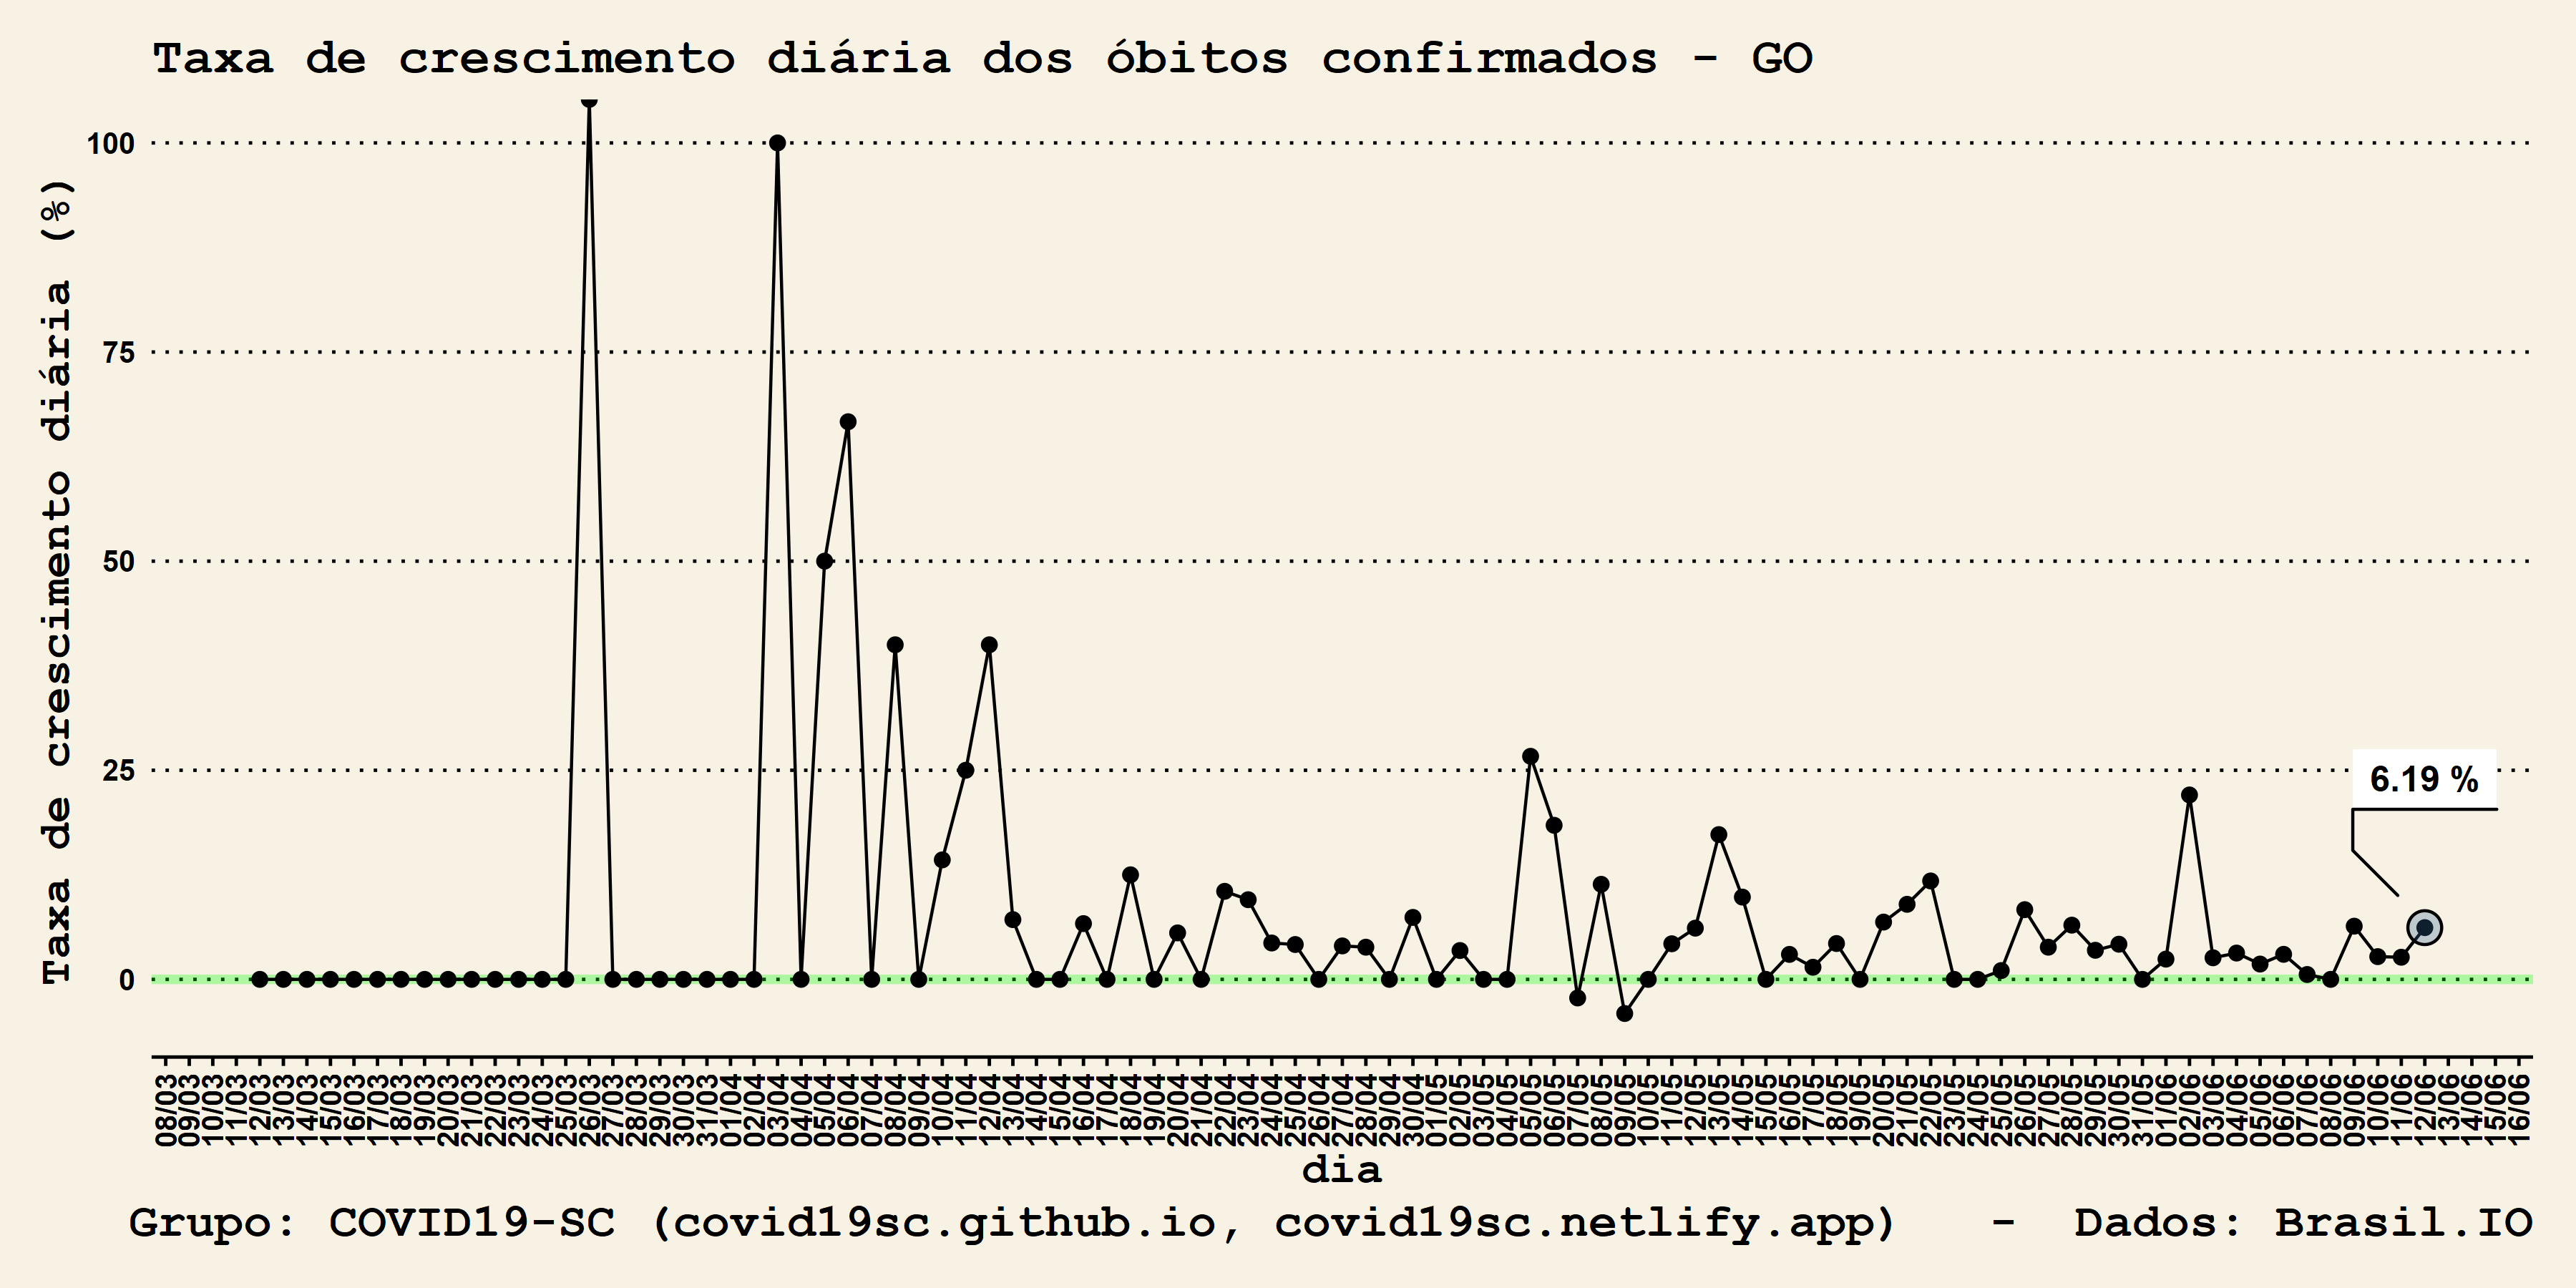 Taxa de crescimento diária dos óbitos confirmados - GO
Taxa de crescimento diária (%)
100
75
50
25
0
6.19 %
08/03 09/03 10/03 11/03 12/03 13/03 14/03 15/03 16/03 17/03 18/03 19/03 20/03 21/03 22/03 23/03 24/03 25/03 26/03 27/03 28/03 29/03 30/03 31/03 01/04 02/04 03/04 04/04 05/04 06/04 07/04 08/04 09/04 10/04 11/04 12/04 13/04 14/04 15/04 16/04 17/04 18/04 19/04 20/04 21/04 22/04 23/04 24/04 25/04 26/04 27/04 28/04 29/04 30/04 01/05 02/05 03/05 04/05 05/05 06/05 07/05 08/05 09/05 10/05 11/05 12/05 13/05 14/05 15/05 16/05 17/05 18/05 19/05 20/05 21/05 22/05 23/05 24/05 25/05 26/05 27/05 28/05 29/05 30/05 31/05 01/06 02/06 03/06 04/06 05/06 06/06 07/06 08/06 09/06 10/06 11/06 12/06 13/06 14/06 15/06 16/06
dia
Grupo: COVID19-SC (covid19sc.github.io, covid19sc.netlify.app) - Dados: Brasil.IO